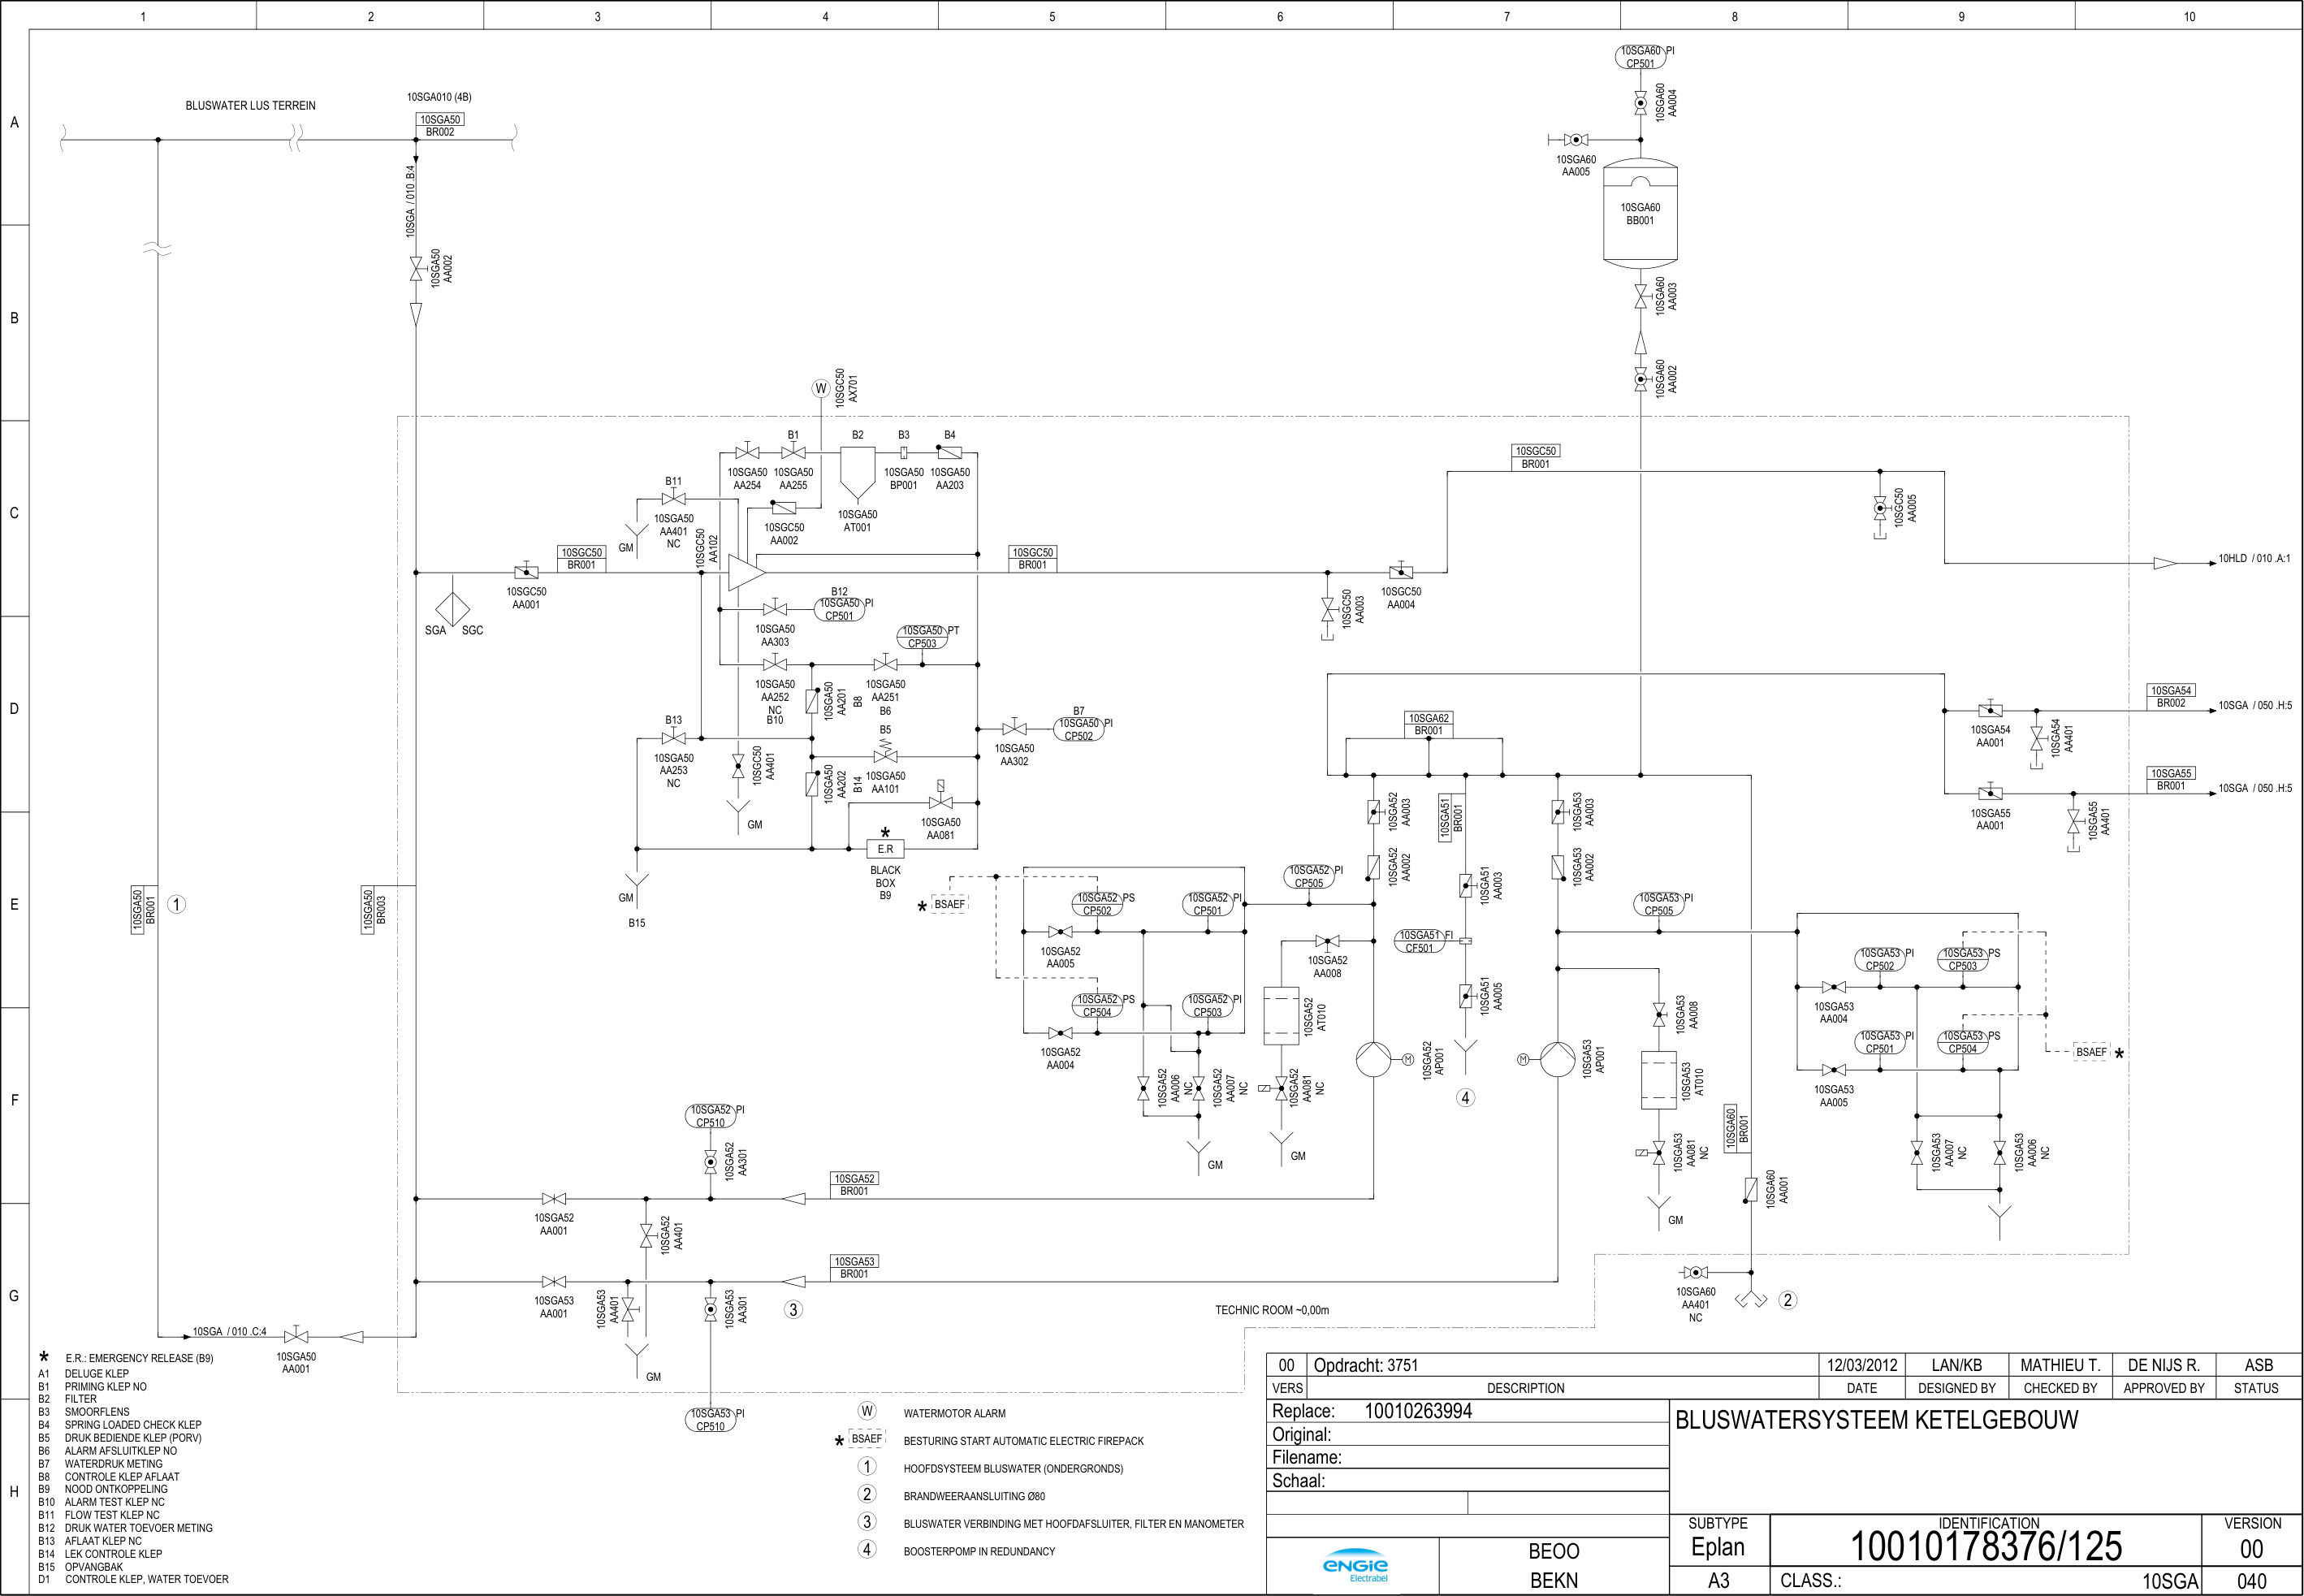 1 2 3 4 5 6 7 8 9 10
A
B
C
D
E
F
G
H
BLUSWATER LUS TERREIN
10SGA010 (4B)
10SGA50
BR002
10SGA / 010 .B:4
10SGA50
AA002
10SGA60 PI
CP501
10SGA60
AA004
10SGA60
AA005
10SGA60
BB001
10SGA60
AA003
10SGA60
AA002
W
10SGC50
AX701
B1
B2
B3
B4
10SGA50
AA254
10SGA50
AA255
10SGA50
BP001
10SGA50
AA203
10SGA50
AT001
B11
10SGA50
AA401
NC
GM
10SGC50
AA002
10SGC50
AA102
10SGC50
AA001
10SGC50
BR001
10SGC50
BR001
10SGC50
BR001
SGA SGC
B12
10SGA50 PI
CP501
10SGA50
AA303
10SGA50 PT
CP503
10SGA50
AA252
NC
B10
10SGA50
AA201
B8
10SGA50
AA251
B6
B5
B13
10SGA50
AA253
NC
10SGC50
AA401
GM
10SGA50
AA202
B14
10SGA50
AA101
10SGA50
AA081
*
E.R
BLACK
BOX
B9
GM
B15
B7
10SGA50 PI
CP502
10SGA50
AA302
10SGC50
AA003
10SGC50
AA004
10SGC50
AA005
10HLD / 010 .A:1
10SGA54
BR002
10SGA / 050 .H:5
10SGA54
AA001
10SGA54
AA401
10SGA55
BR001
10SGA / 050 .H:5
10SGA55
AA001
10SGA55
AA401
10SGA62
BR001
10SGA52
AA003
10SGA51
BR001
10SGA53
AA003
10SGA52
AA002
10SGA53
AA002
10SGA51
AA003
10SGA51 FI
CF501
10SGA51
AA005
4
10SGA50
BR001
1
10SGA50
BR003
* BSAEF
10SGA52 PS
CP502
10SGA52 PI
CP501
10SGA52 PI
CP505
10SGA52
AA005
10SGA52
AA008
10SGA52 PS
CP504
10SGA52 PI
CP503
10SGA52
AA004
10SGA52
AT010
10SGA52
AA006
NC
10SGA52
AA007
NC
10SGA52
AA081
NC
GM
GM
M
10SGA52
AP001
M
10SGA53
AP001
10SGA53 PI
CP505
10SGA53
AA008
10SGA53
AT010
10SGA53
AA081
NC
GM
10SGA53 PI
CP502
10SGA53 PS
CP503
10SGA53
AA004
10SGA53 PI
CP501
10SGA53 PS
CP504
10SGA53
AA005
BSAEF *
10SGA53
AA007
NC
10SGA53
AA006
NC
10SGA60
BR001
10SGA60
AA001
10SGA60
AA401
NC
2
10SGA52 PI
CP510
10SGA52
AA301
10SGA52
BR001
10SGA52
AA001
10SGA52
AA401
10SGA53
BR001
10SGA53
AA001
10SGA53
AA401
10SGA53
AA301
3
GM
10SGA53 PI
CP510
TECHNIC ROOM ~0,00m
10SGA / 010 .C:4
10SGA50
AA001
* E.R.: EMERGENCY RELEASE (B9)
A1 DELUGE KLEP
B1 PRIMING KLEP NO
B2 FILTER
B3 SMOORFLENS
B4 SPRING LOADED CHECK KLEP
B5 DRUK BEDIENDE KLEP (PORV)
B6 ALARM AFSLUITKLEP NO
B7 WATERDRUK METING
B8 CONTROLE KLEP AFLAAT
B9 NOOD ONTKOPPELING
B10 ALARM TEST KLEP NC
B11 FLOW TEST KLEP NC
B12 DRUK WATER TOEVOER METING
B13 AFLAAT KLEP NC
B14 LEK CONTROLE KLEP
B15 OPVANGBAK
D1 CONTROLE KLEP, WATER TOEVOER
W WATERMOTOR ALARM
* BSAEF BESTURING START AUTOMATIC ELECTRIC FIREPACK
1 HOOFDSYSTEEM BLUSWATER (ONDERGRONDS)
2 BRANDWEERAANSLUITING Ø80
3 BLUSWATER VERBINDING MET HOOFDAFSLUITER, FILTER EN MANOMETER
4 BOOSTERPOMP IN REDUNDANCY
00 Opdracht: 3751 12/03/2012 LAN/KB MATHIEU T. DE NIJS R. ASB
VERS DESCRIPTION DATE DESIGNED BY CHECKED BY APPROVED BY STATUS
Replace: 10010263994
Original:
Filename:
Schaal:
BLUSWATERSYSTEEM KETELGEBOUW
ENGIE
Electrabel
BEOO
BEKN
SUBTYPE IDENTIFICATION VERSION
Eplan 10010178376/125 00
A3 CLASS.: 10SGA 040